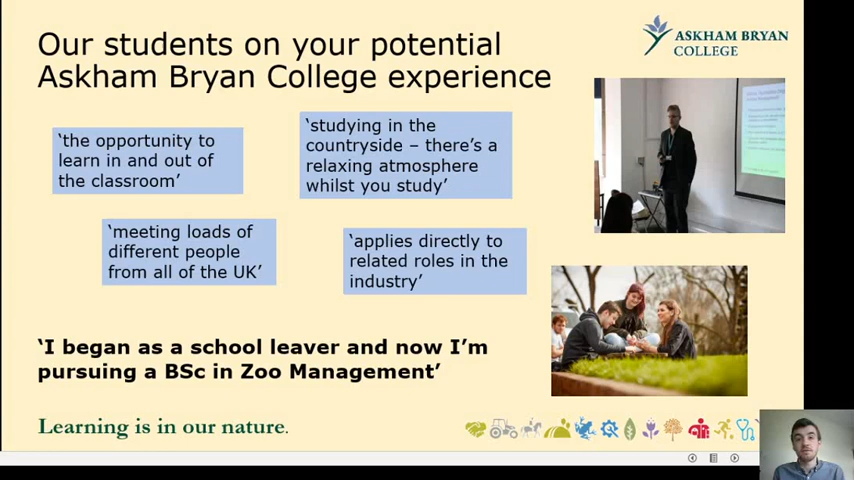 Our students on your potential
Askham Bryan College experience
ASKHAM BRYAN
COLLEGE
‘the opportunity to
learn in and out of
the classroom’
‘studying in the
countryside – there’s a
relaxing atmosphere
whilst you study’
‘meeting loads of
different people
from all of the UK’
‘applies directly to
related roles in the
industry’
‘I began as a school leaver and now I’m
pursuing a BSc in Zoo Management’
Learning is in our nature.